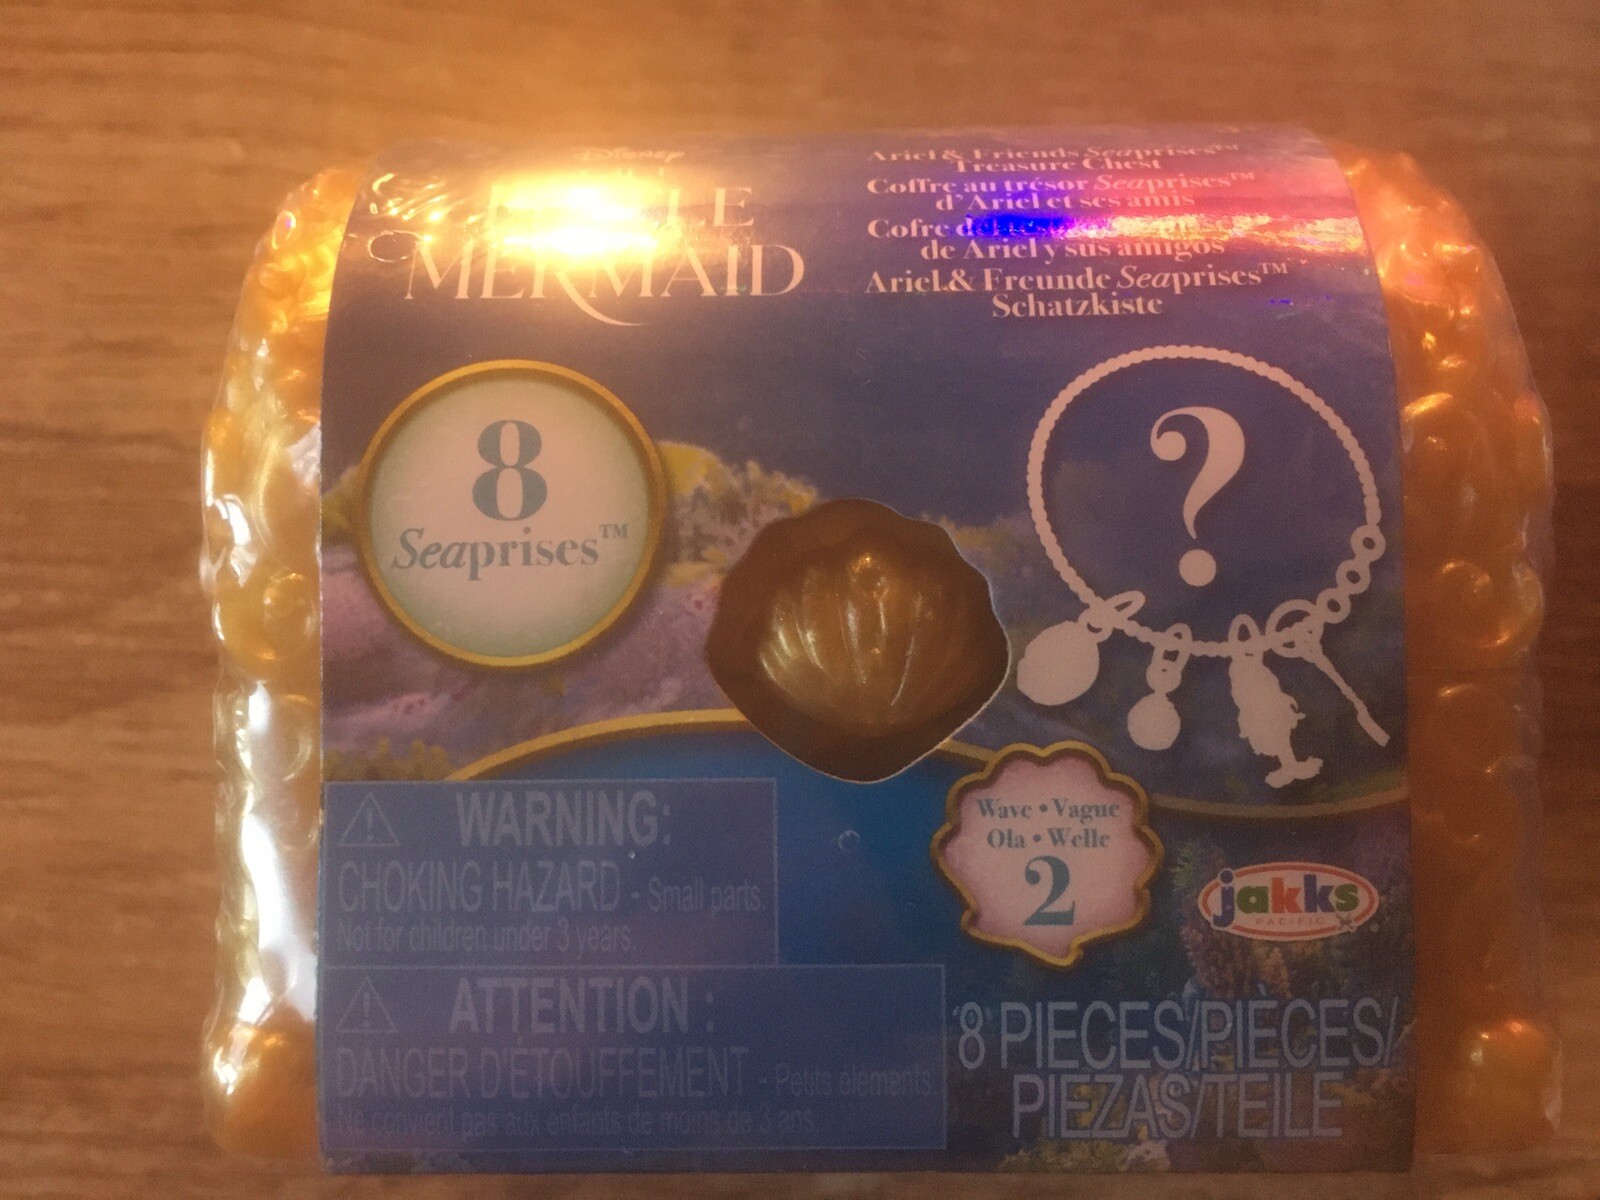 Disney
MERMAID
Ariel & Friends Seaprises™
Treasure Chest
Coffre au trésor Seaprises™
d'Ariel et ses amis
Cofre
de Ariel y sus amigos
Ariel & Freunde Seaprises™
Schatzkiste
8
Seaprises™
?
WARNING:
CHOKING HAZARD - Small parts.
Not for children under 3 years.
ATTENTION :
DANGER D'ÉTOUFFEMENT - Petits éléments.
Ne convient pas aux enfants de moins de 3 ans.
Wave • Vague
Ola • Welle
2
jakks
PACIFIC
8 PIECES/PIÈCES/
PIEZAS/TEILE